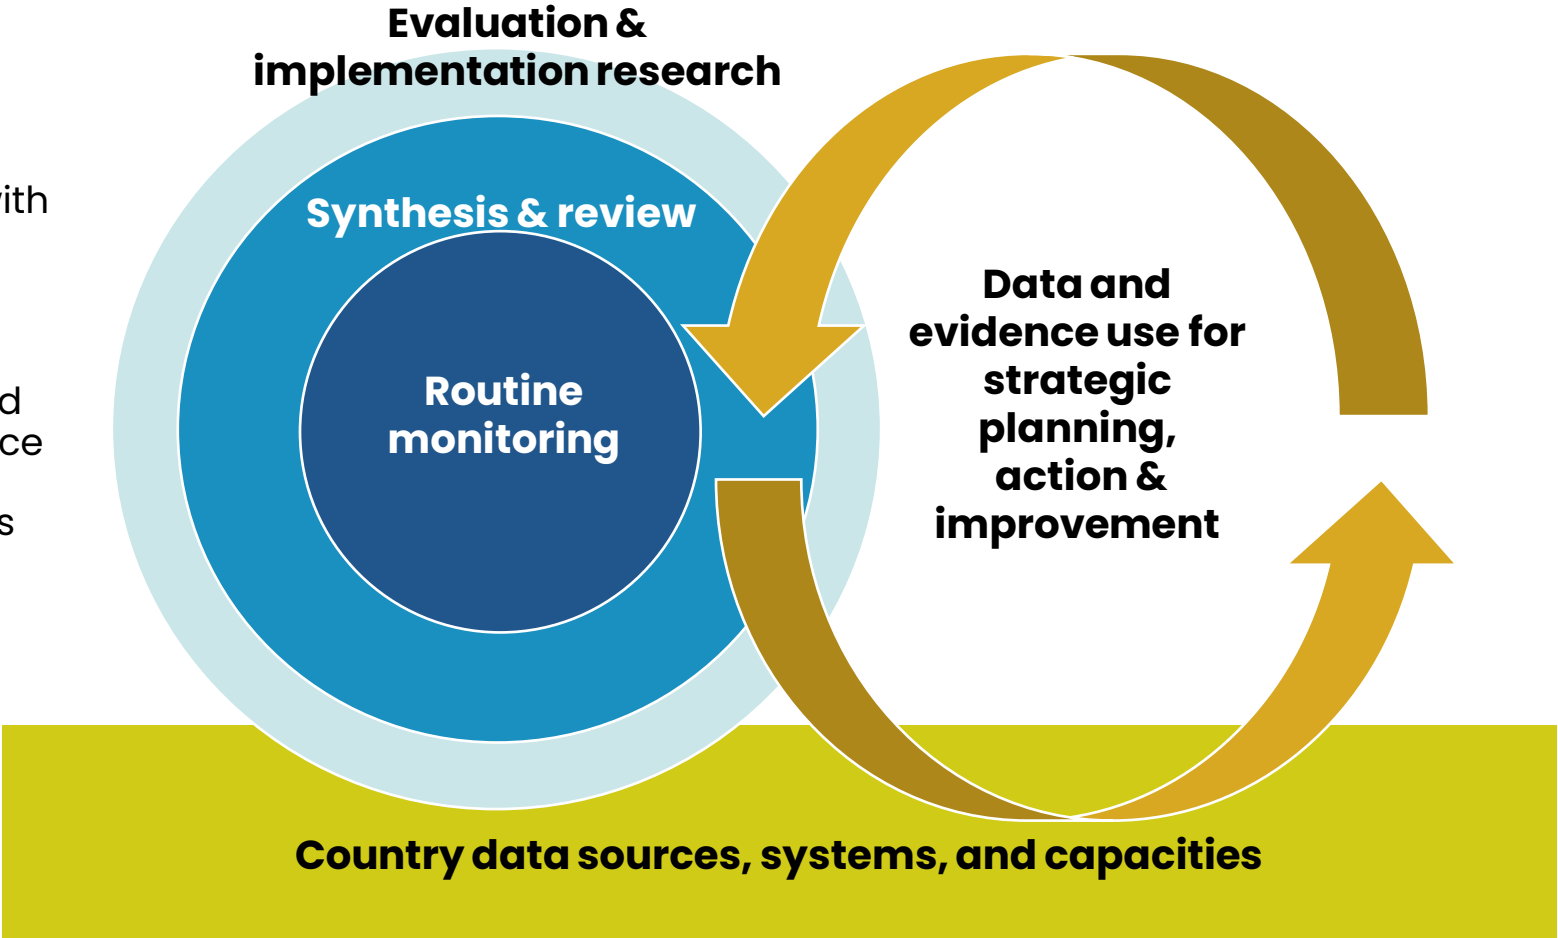 Evaluation &
implementation research
Synthesis & review
Routine
monitoring
Data and
evidence use for
strategic
planning,
action &
improvement
Country data sources, systems, and capacities